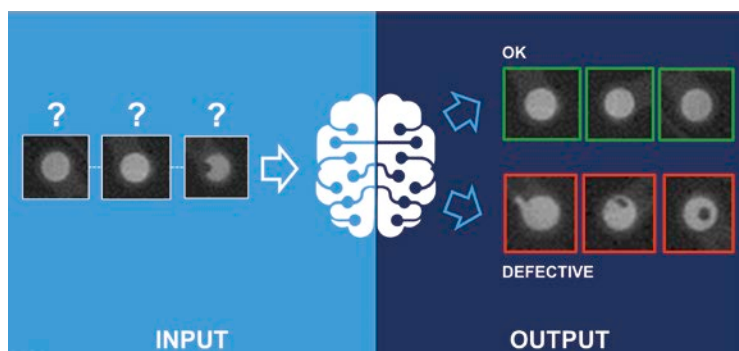 OK
? ? ?
DEFECTIVE
INPUT
OUTPUT